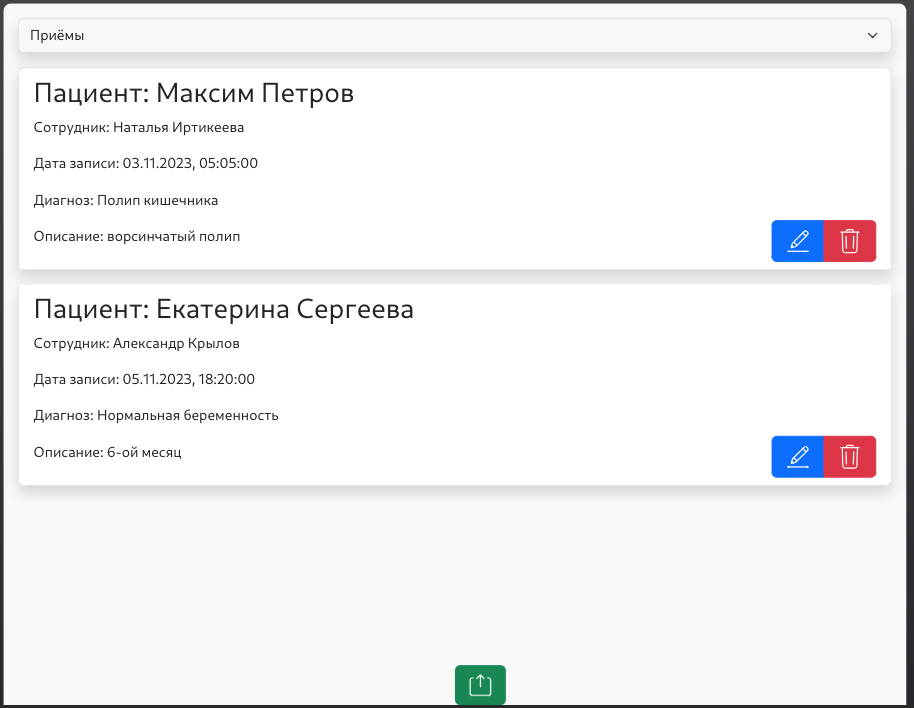 Приёмы
Пациент: Максим Петров
Сотрудник: Наталья Иртикеева
Дата записи: 03.11.2023, 05:05:00
Диагноз: Полип кишечника
Описание: ворсинчатый полип
Пациент: Екатерина Сергеева
Сотрудник: Александр Крылов
Дата записи: 05.11.2023, 18:20:00
Диагноз: Нормальная беременность
Описание: 6-ой месяц